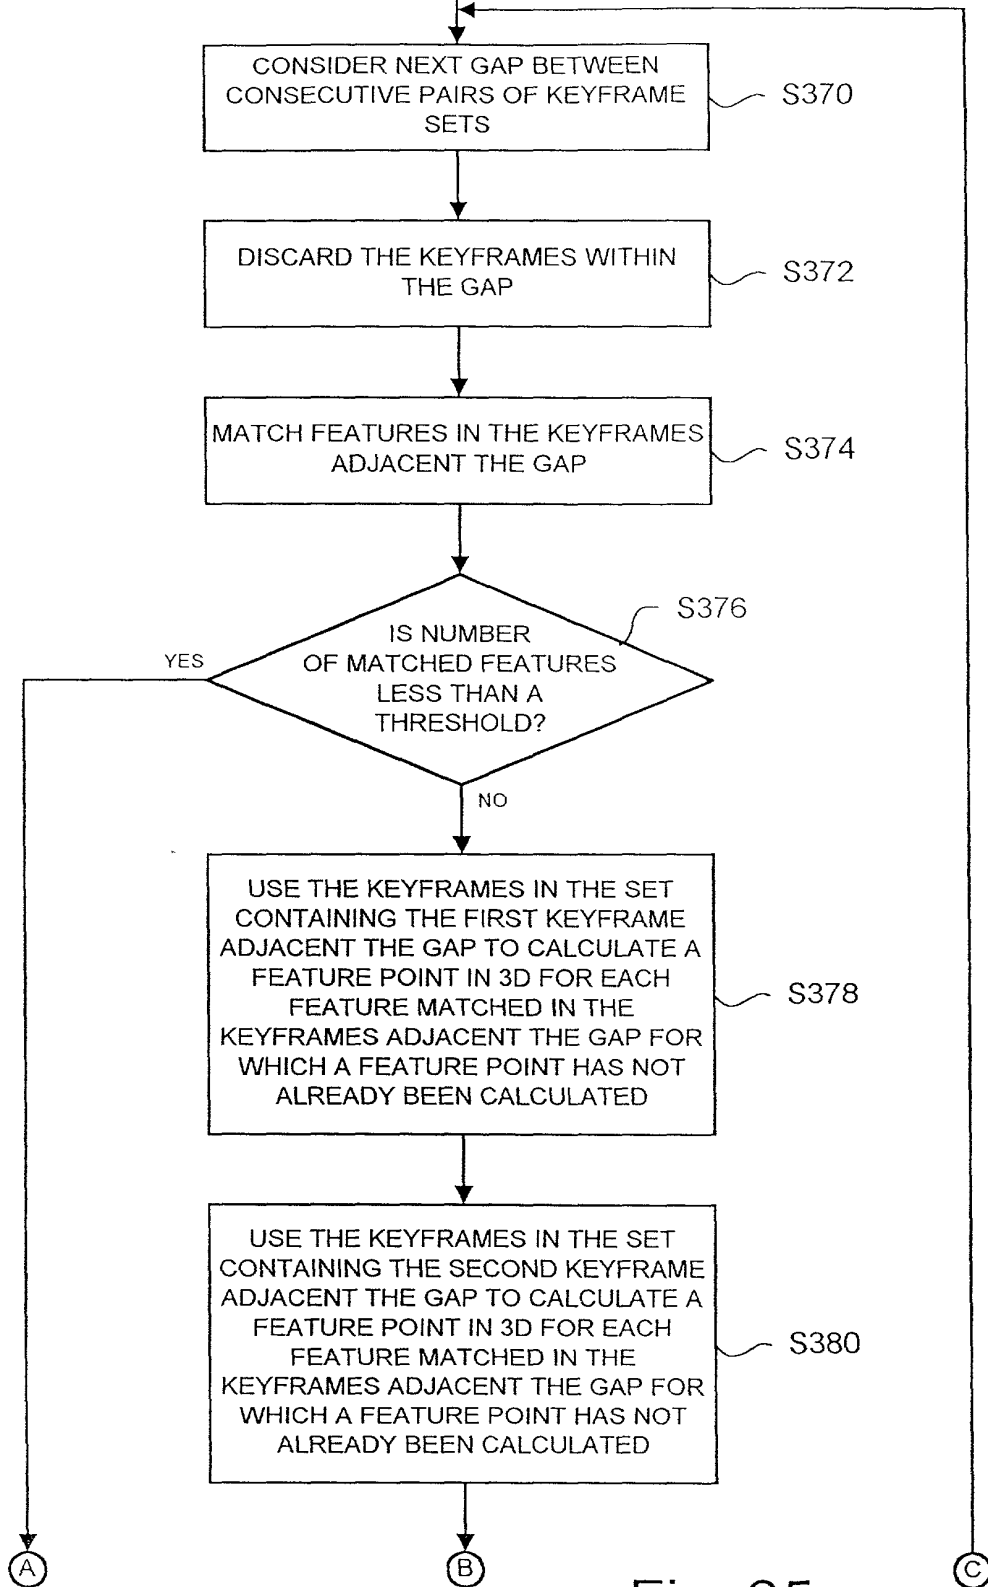 CONSIDER NEXT GAP BETWEEN
CONSECUTIVE PAIRS OF KEYFRAME
SETS
S370
DISCARD THE KEYFRAMES WITHIN
THE GAP
S372
MATCH FEATURES IN THE KEYFRAMES
ADJACENT THE GAP
S374
IS NUMBER
OF MATCHED FEATURES
LESS THAN A
THRESHOLD?
S376
YES
NO
USE THE KEYFRAMES IN THE SET
CONTAINING THE FIRST KEYFRAME
ADJACENT THE GAP TO CALCULATE A
FEATURE POINT IN 3D FOR EACH
FEATURE MATCHED IN THE
KEYFRAMES ADJACENT THE GAP FOR
WHICH A FEATURE POINT HAS NOT
ALREADY BEEN CALCULATED
S378
USE THE KEYFRAMES IN THE SET
CONTAINING THE SECOND KEYFRAME
ADJACENT THE GAP TO CALCULATE A
FEATURE POINT IN 3D FOR EACH
FEATURE MATCHED IN THE
KEYFRAMES ADJACENT THE GAP FOR
WHICH A FEATURE POINT HAS NOT
ALREADY BEEN CALCULATED
S380
A
B
C